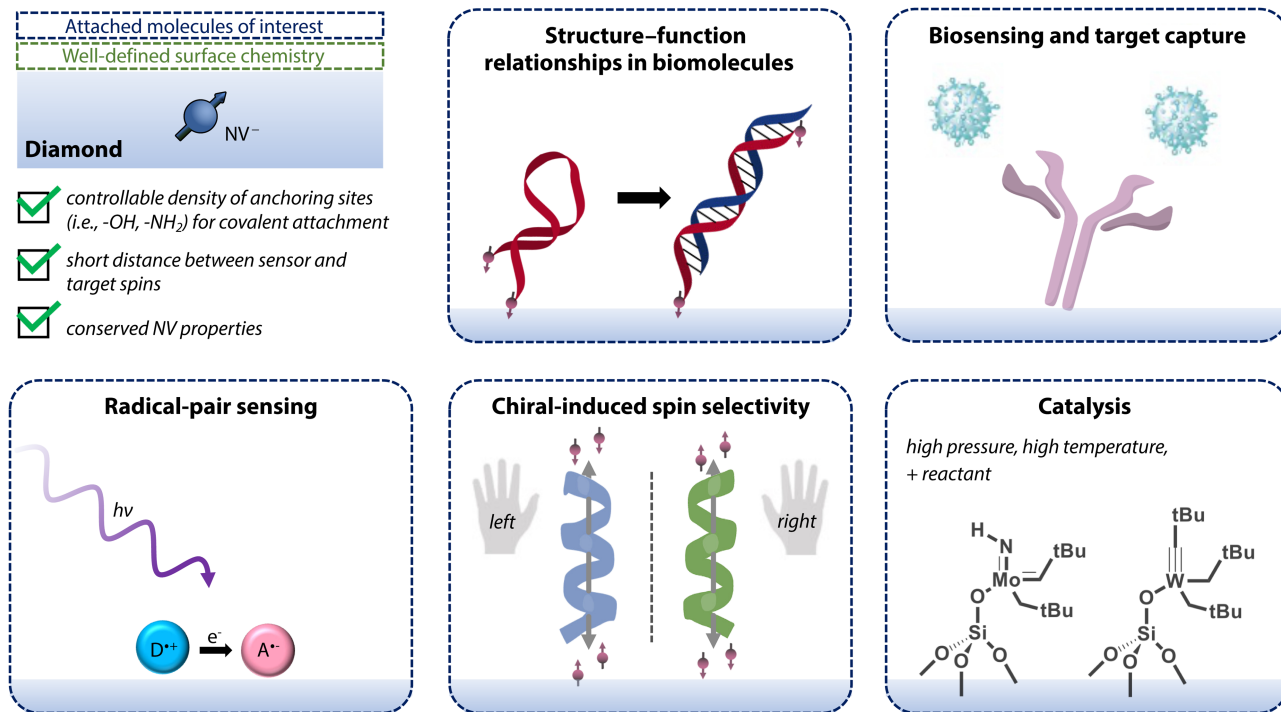 Attached molecules of interest
Well-defined surface chemistry
NV⁻
Diamond
controllable density of anchoring sites
(i.e., -OH, -NH₂) for covalent attachment
short distance between sensor and
target spins
conserved NV properties
Structure–function
relationships in biomolecules
Biosensing and target capture
Radical-pair sensing
hν
e⁻
D•⁺ A•⁻
Chiral-induced spin selectivity
left right
Catalysis
high pressure, high temperature,
+ reactant
H
N
tBu
Mo
O
tBu
Si
O
O
O
tBu
tBu
W
O
tBu
Si
O
O
O